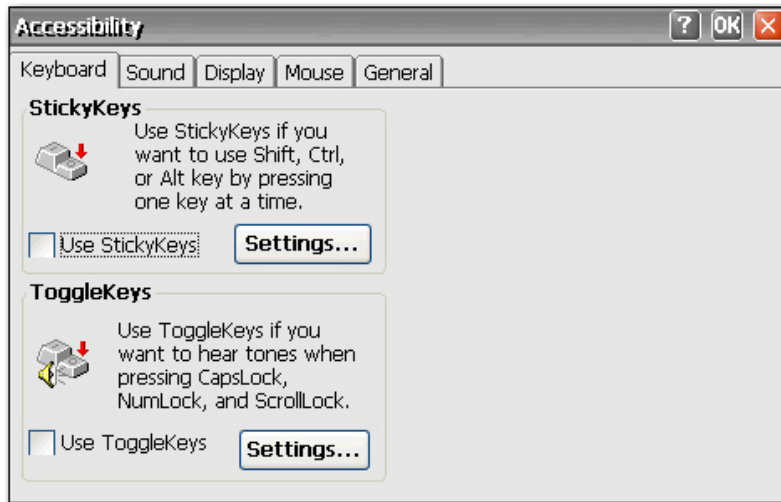 Accessibility ? OK
Keyboard Sound Display Mouse General
StickyKeys
Use StickyKeys if you
want to use Shift, Ctrl,
or Alt key by pressing
one key at a time.
Use StickyKeys Settings...
ToggleKeys
Use ToggleKeys if you
want to hear tones when
pressing CapsLock,
NumLock, and ScrollLock.
Use ToggleKeys Settings...